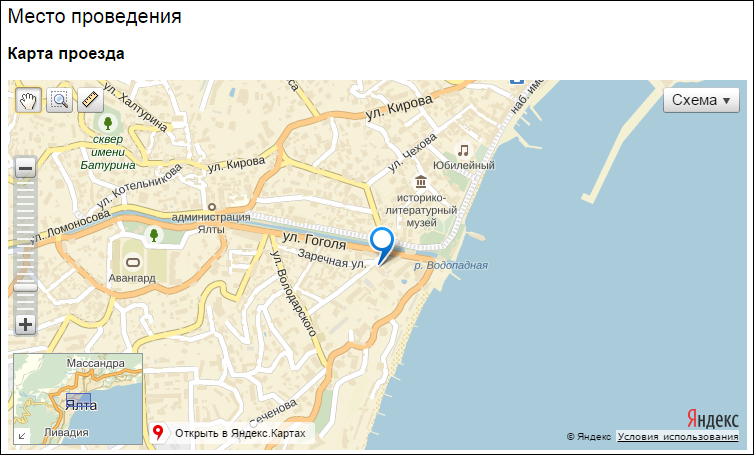 Место проведения
Карта проезда
Схема
ул. Халтурина
ул. Кирова
наб. име
сквер
имени
Батурина
ул. Чехова
Юбилейный
ул. Кирова
ул. Котельникова
историко-
литературный
музей
администрация
Ялты
ул. Ломоносова
ул. Гоголя
Заречная ул.
р. Водопадная
Авангард
ул. Володарского
Массандра
Ялта
Ливадия
Сеченова
Открыть в Яндекс.Картах
Яндекс
© Яндекс Условия использования